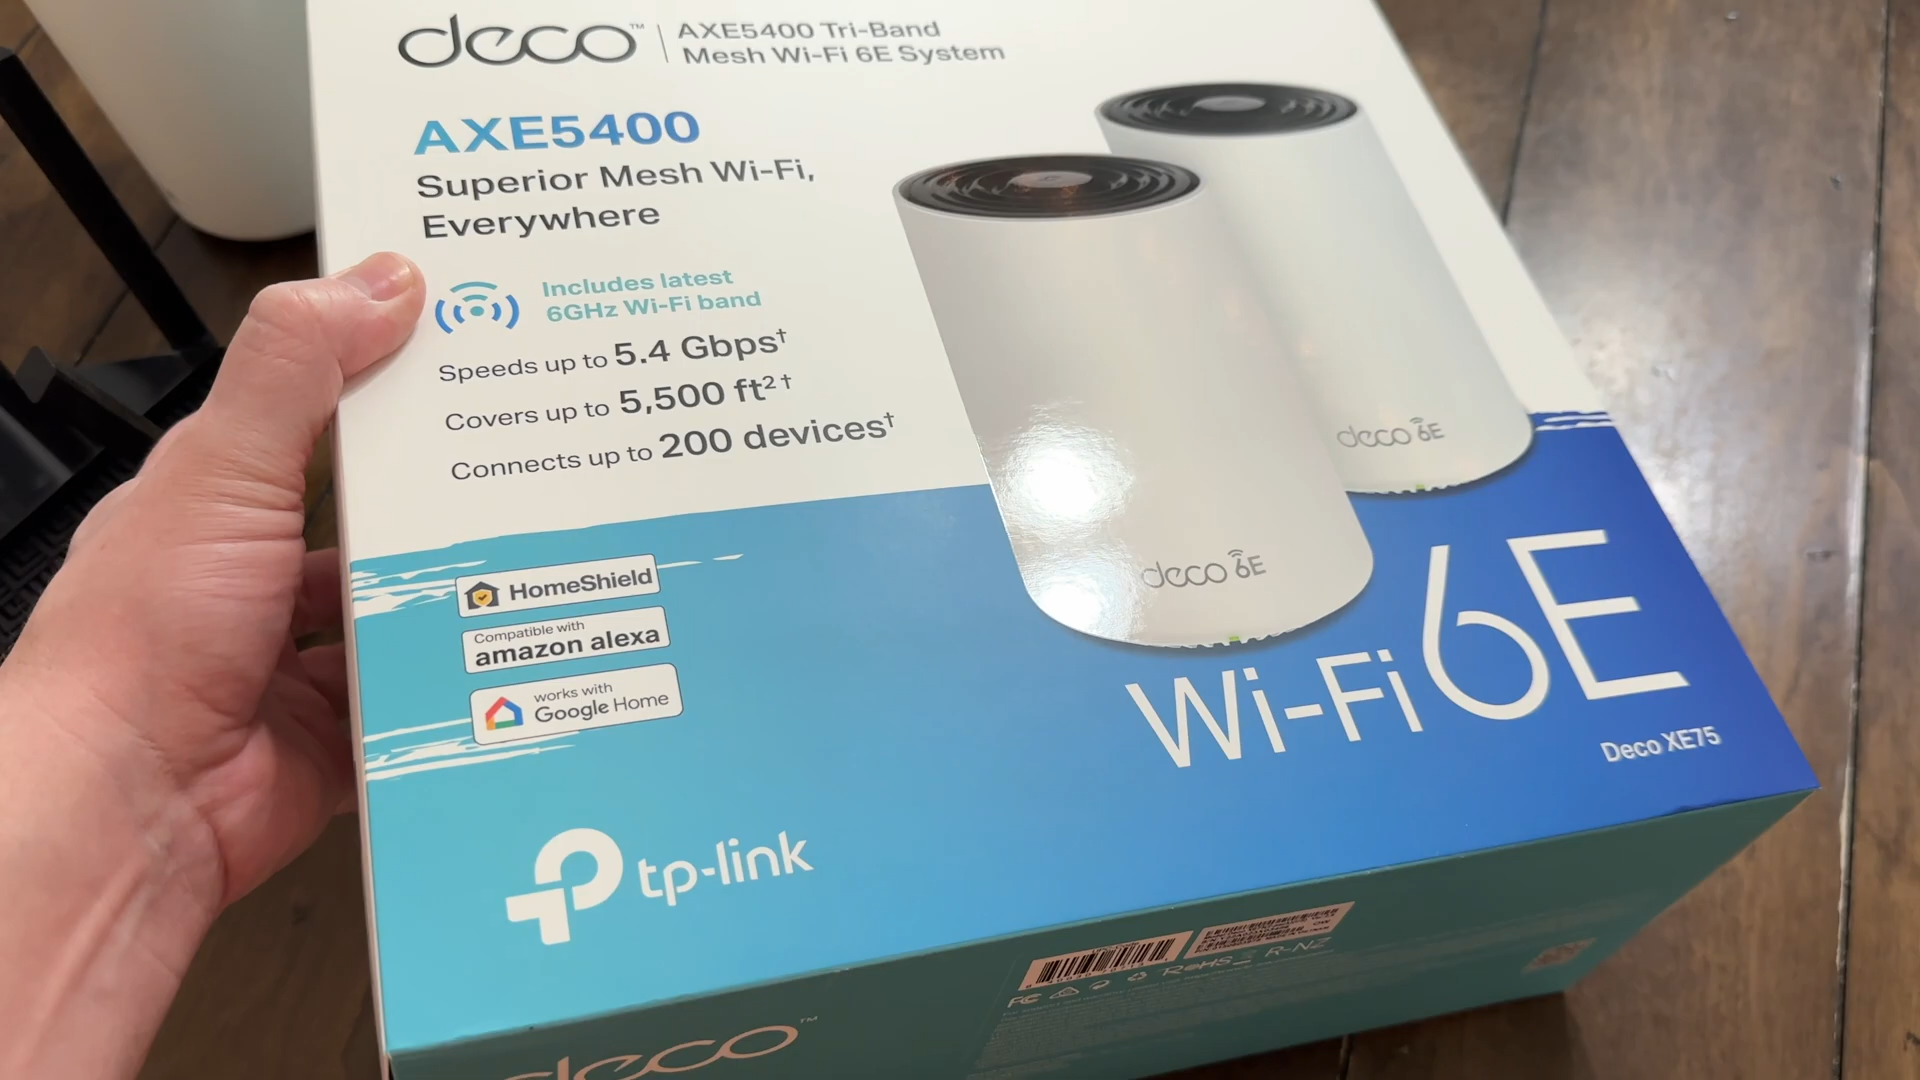 deco™ | AXE5400 Tri-Band
Mesh Wi-Fi 6E System
AXE5400
Superior Mesh Wi-Fi,
Everywhere
Includes latest
6GHz Wi-Fi band
Speeds up to 5.4 Gbps†
Covers up to 5,500 ft²†
Connects up to 200 devices†
deco 6E
deco 6E
HomeShield
Compatible with
amazon alexa
works with
Google Home
Wi-Fi 6E
Deco XE75
tp-link
FC RoHS R-NZ
deco™